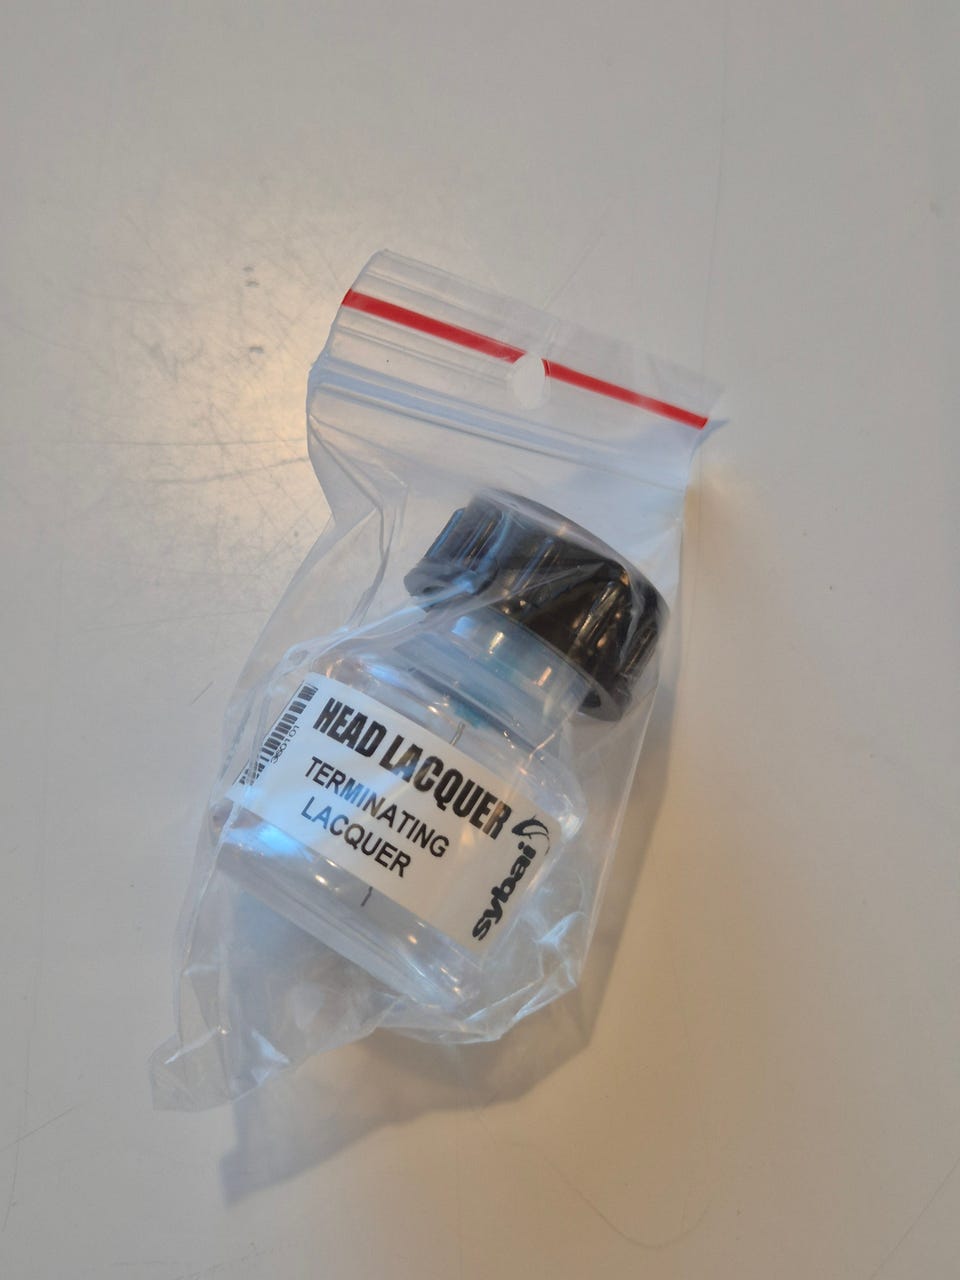 HEAD LACQUER
TERMINATING
LACQUER
sybai